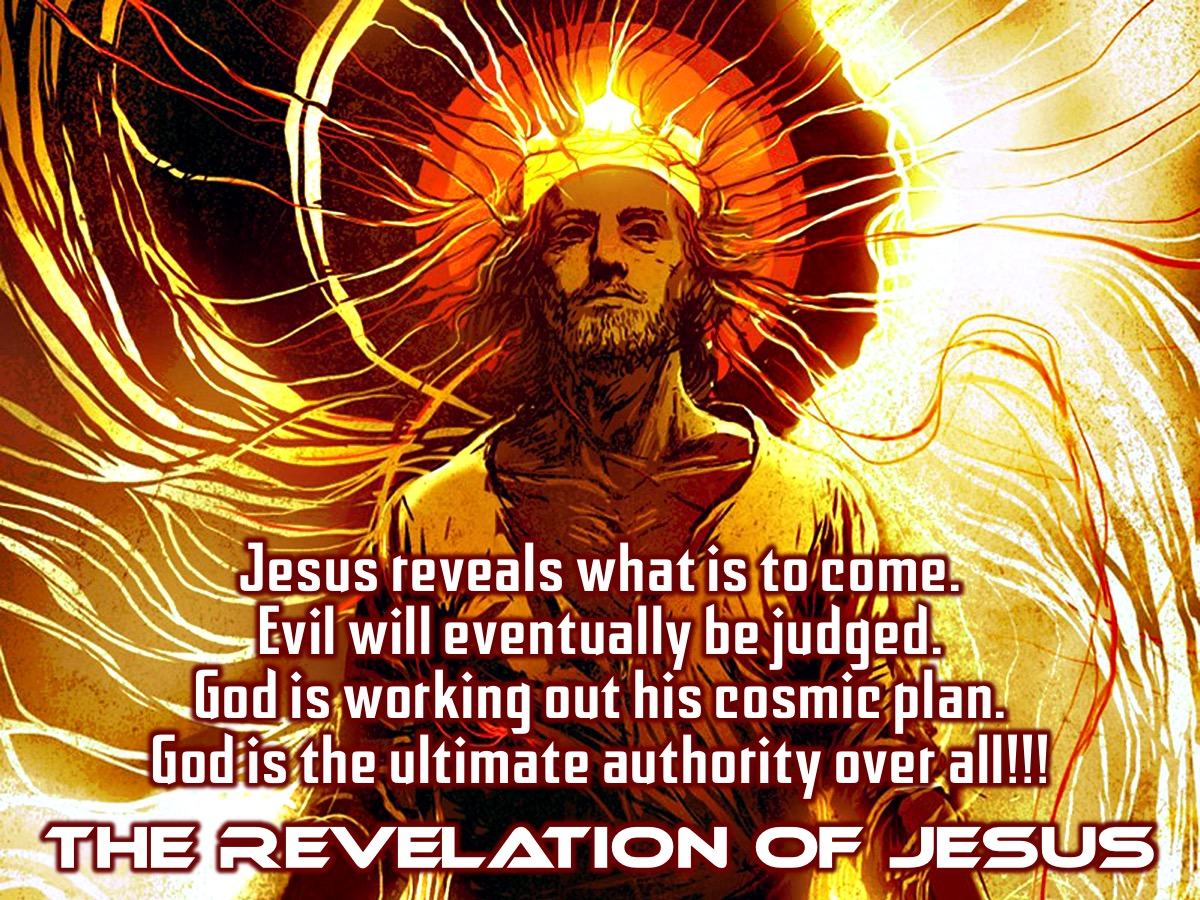 Jesus reveals what is to come.
Evil will eventually be judged.
God is working out his cosmic plan.
God is the ultimate authority over all!!!
THE REVELATION OF JESUS